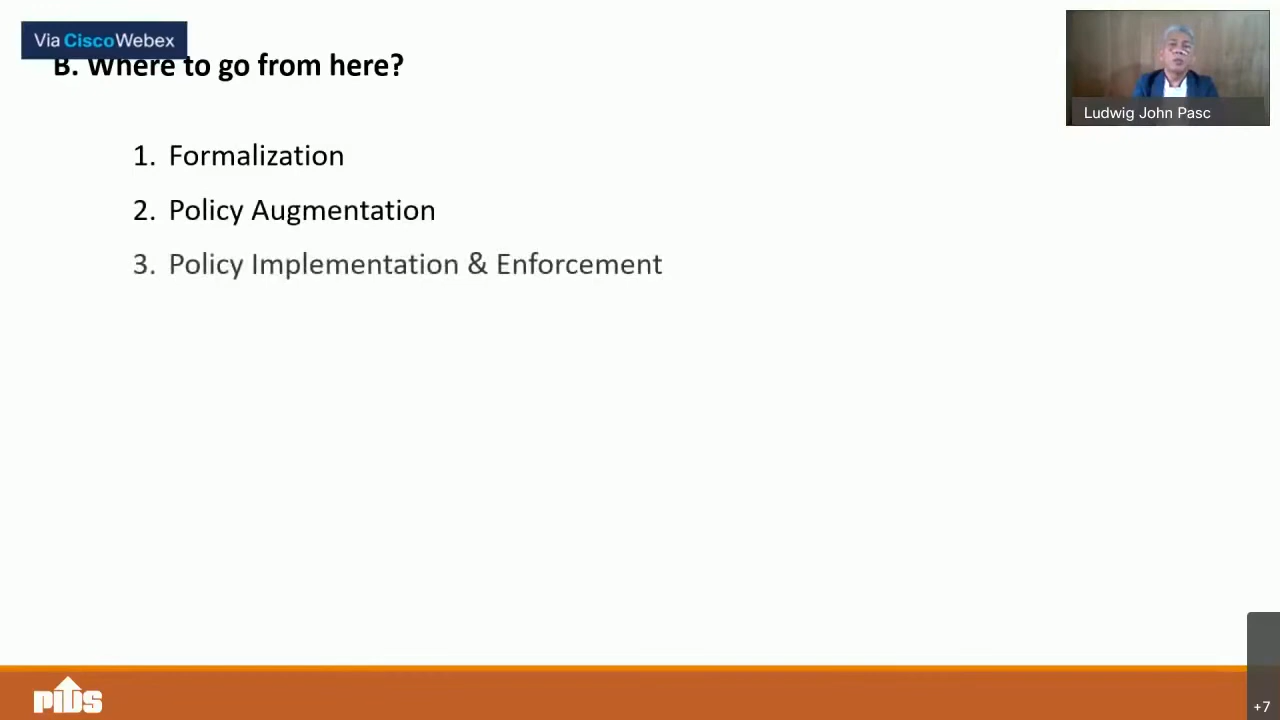 Via CiscoWebex
B. Where to go from here?
Ludwig John Pasc
1. Formalization
2. Policy Augmentation
3. Policy Implementation & Enforcement
PIDS
+7